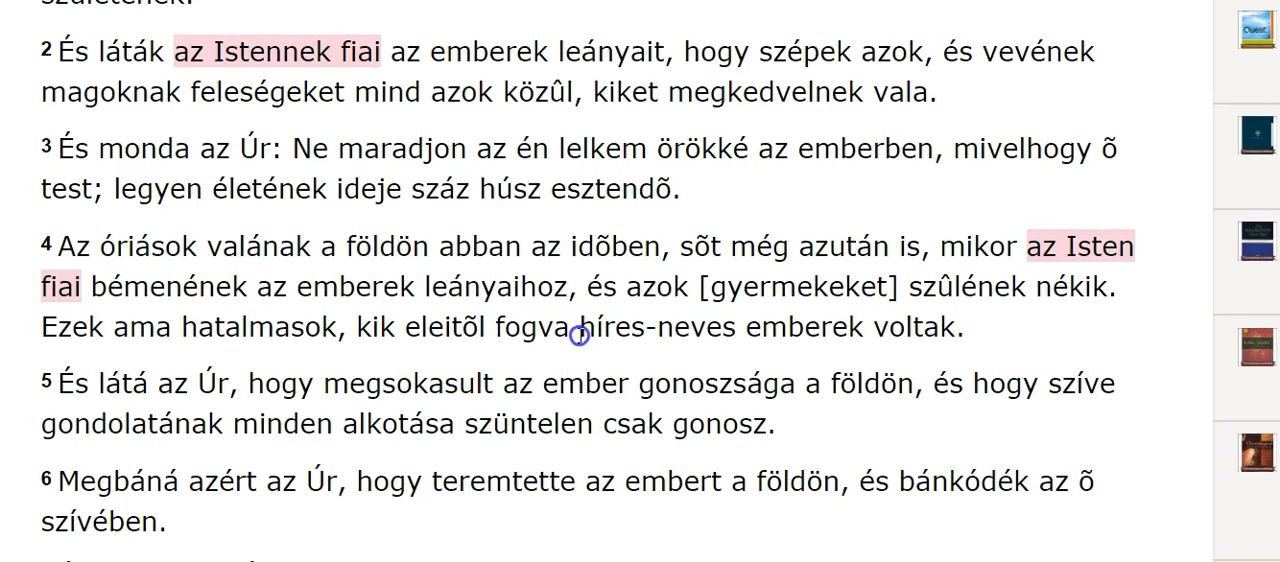 születének.
2 És láták az Istennek fiai az emberek leányait, hogy szépek azok, és vevének
magoknak feleségeket mind azok közûl, kiket megkedvelnek vala.
3 És monda az Úr: Ne maradjon az én lelkem örökké az emberben, mivelhogy õ
test; legyen életének ideje száz húsz esztendõ.
4 Az óriások valának a földön abban az idõben, sõt még azután is, mikor az Isten
fiai bémenének az emberek leányaihoz, és azok [gyermekeket] szûlének nékik.
Ezek ama hatalmasok, kik eleitõl fogva híres-neves emberek voltak.
5 És látá az Úr, hogy megsokasult az ember gonoszsága a földön, és hogy szíve
gondolatának minden alkotása szüntelen csak gonosz.
6 Megbáná azért az Úr, hogy teremtette az embert a földön, és bánkódék az õ
szívében.
Quest